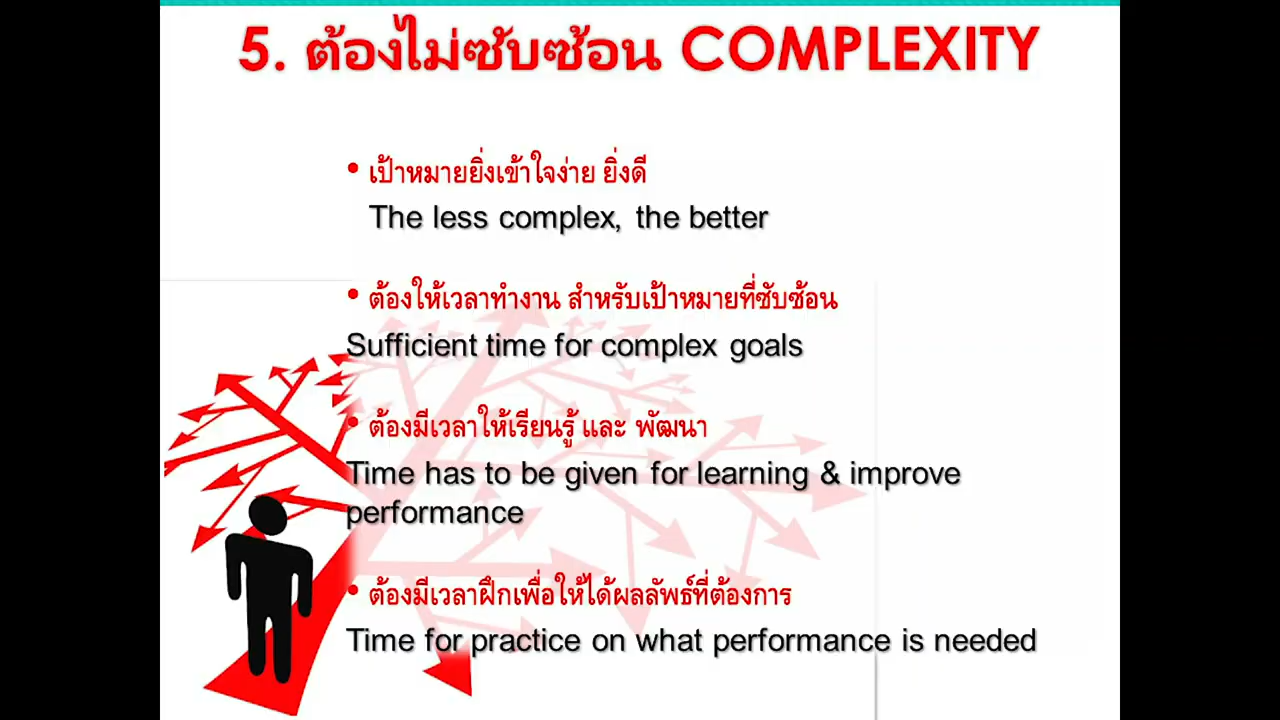 5. ต้องไม่ซับซ้อน COMPLEXITY
• เป้าหมายยิ่งเข้าใจง่าย ยิ่งดี
The less complex, the better
• ต้องให้เวลาทำงาน สำหรับเป้าหมายที่ซับซ้อน
Sufficient time for complex goals
• ต้องมีเวลาให้เรียนรู้ และ พัฒนา
Time has to be given for learning & improve
performance
• ต้องมีเวลาฝึกเพื่อให้ได้ผลลัพธ์ที่ต้องการ
Time for practice on what performance is needed